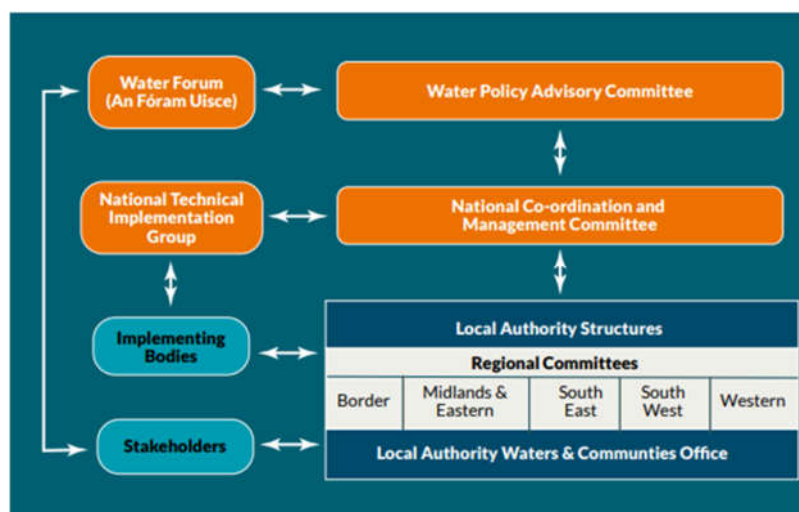 Water Forum
(An Fóram Uisce)
Water Policy Advisory Committee
National Technical
Implementation
Group
National Co-ordination and
Management Committee
Implementing
Bodies
Local Authority Structures
Regional Committees
Border
Midlands &
Eastern
South
East
South
West
Western
Stakeholders
Local Authority Waters & Communties Office